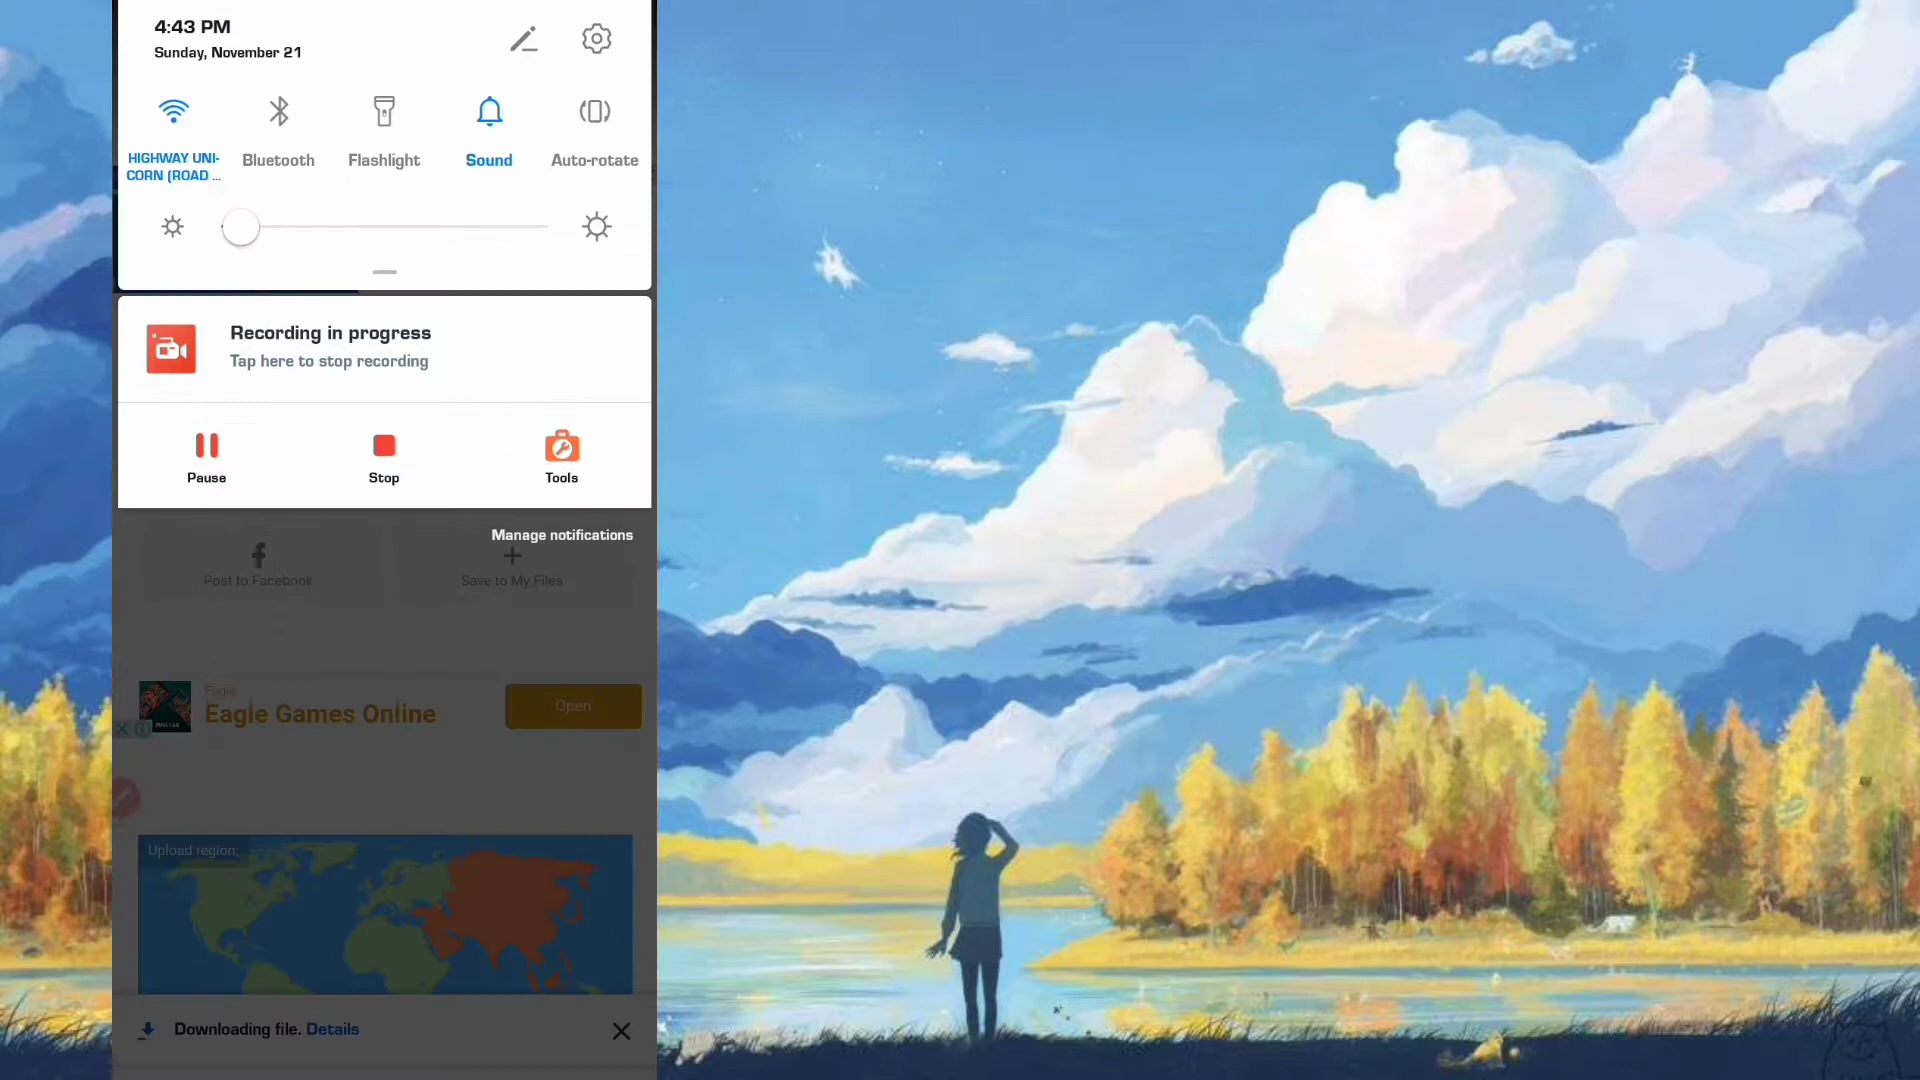 4:43 PM
Sunday, November 21
HIGHWAY UNI-
CORN (ROAD ...
Bluetooth
Flashlight
Sound
Auto-rotate
Recording in progress
Tap here to stop recording
Pause
Stop
Tools
Manage notifications
Post to Facebook
Save to My Files
Eagle
Eagle Games Online
Open
Upload region:
Downloading file. Details